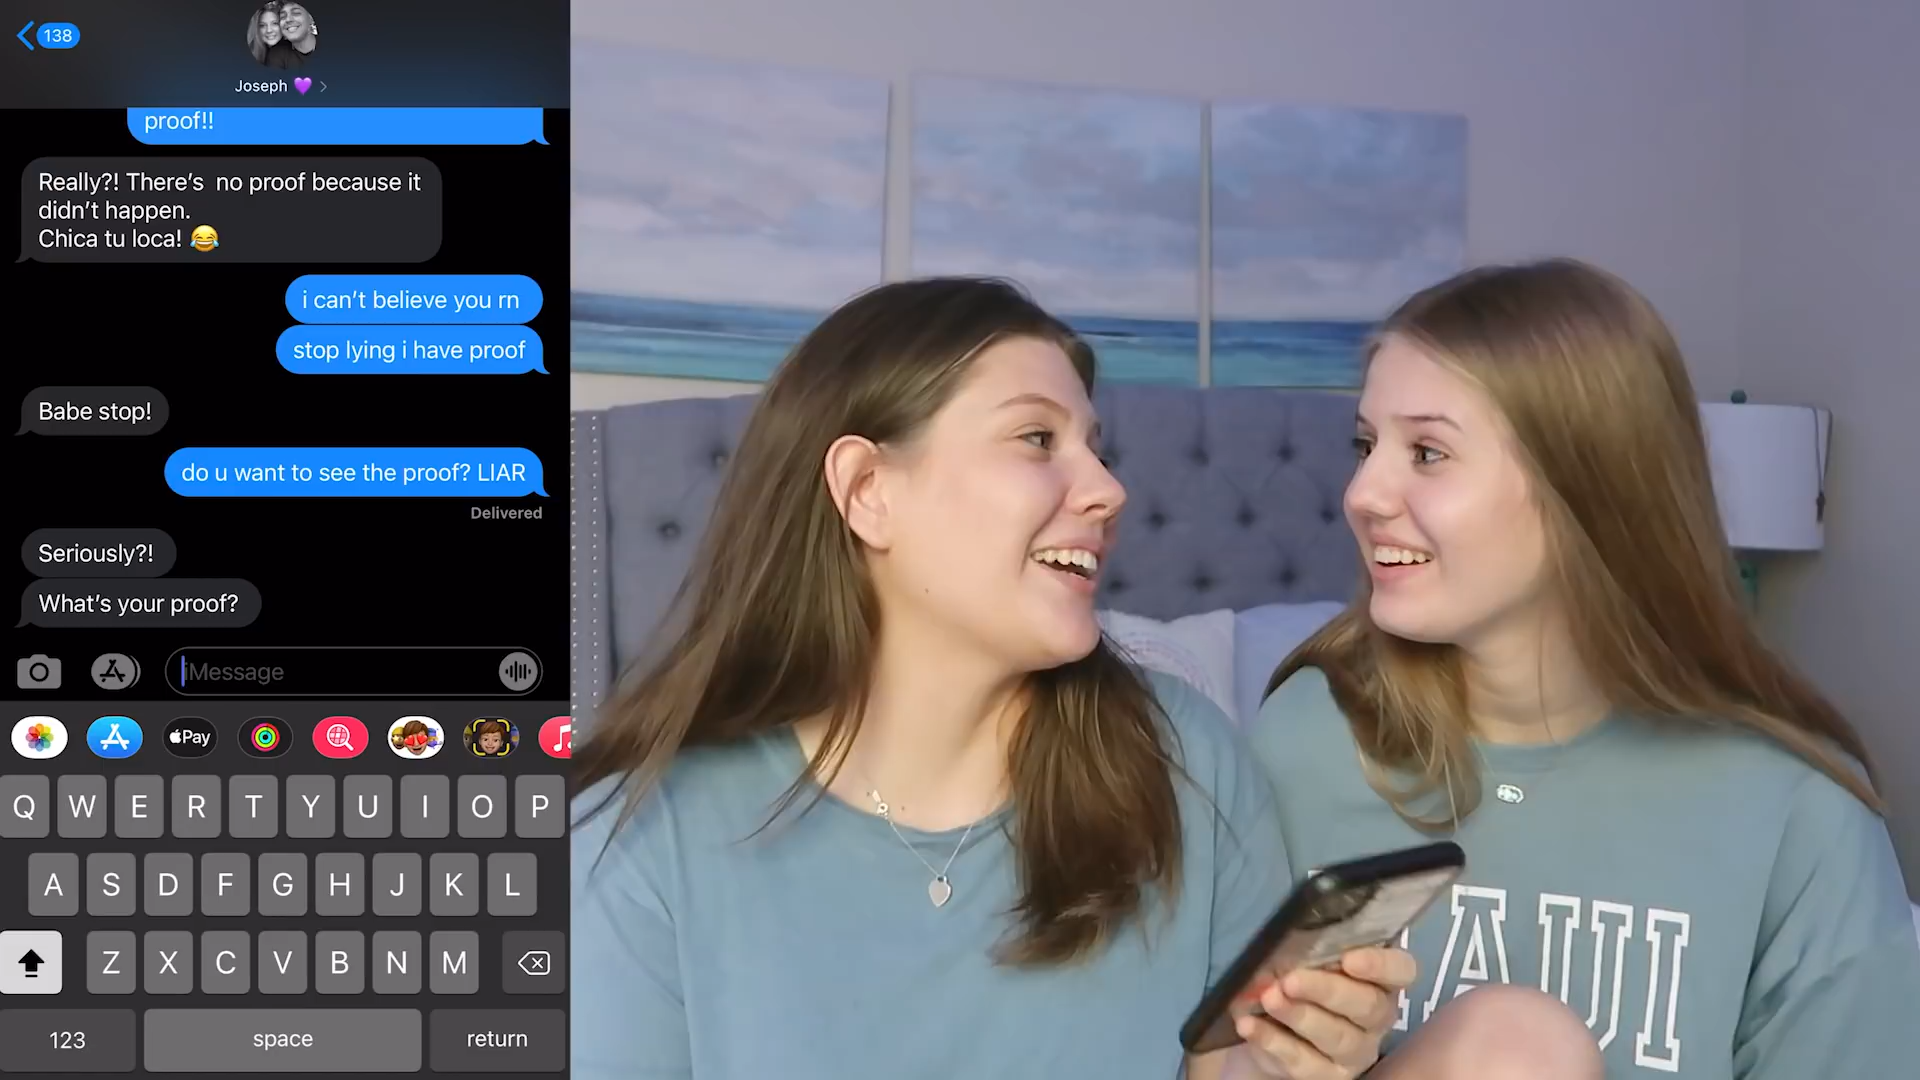 138
Joseph 💜
proof!!
Really?! There's  no proof because it
didn't happen.
Chica tu loca! 😂
i can't believe you rn
stop lying i have proof
Babe stop!
do u want to see the proof? LIAR
Delivered
Seriously?!
What's your proof?
iMessage
Pay
Q W E R T Y U I O P
A S D F G H J K L
Z X C V B N M
123 space return
AUI